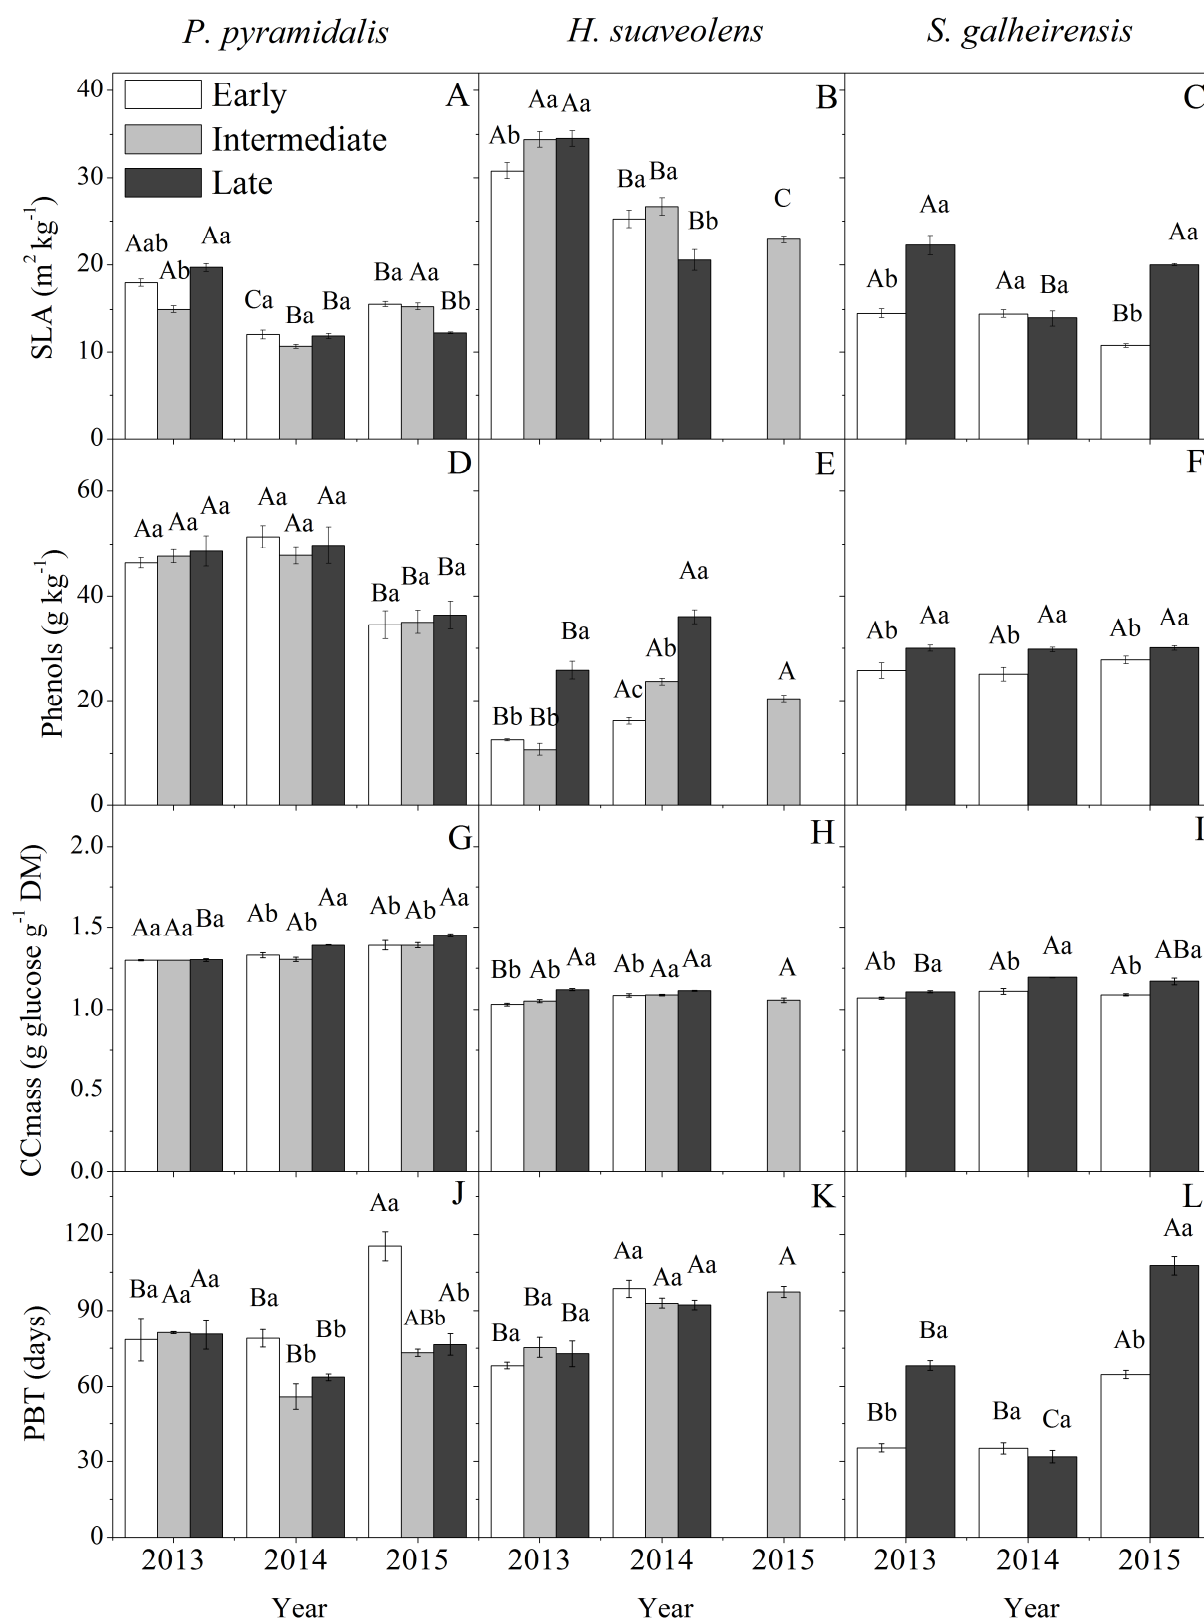 P. pyramidalis H. suaveolens S. galheirensis
Early
Intermediate
Late
A B C
SLA (m² kg⁻¹)
40
30
20
10
0
Aab Ab Aa Ca Ba Ba Ba Aa Bb
Ab Aa Aa Ba Ba Bb C
Ab Aa Aa Ba Bb Aa
D E F
Phenols (g kg⁻¹)
60
40
20
0
Aa Aa Aa Aa Aa Aa Ba Ba Ba
Bb Bb Ba Ac Ab Aa A
Ab Aa Ab Aa Ab Aa
G H I
CCmass (g glucose g⁻¹ DM)
2.0
1.5
1.0
0.5
0.0
Aa Aa Ba Ab Ab Aa Ab Ab Aa
Bb Ab Aa Ab Aa Aa A
Ab Ba Ab Aa Ab ABa
J K L
PBT (days)
120
90
60
30
0
Ba Aa Aa Ba Bb Bb Aa ABb Ab
Ba Ba Ba Aa Aa Aa A
Bb Ba Ba Ca Ab Aa
2013 2014 2015 2013 2014 2015 2013 2014 2015
Year Year Year